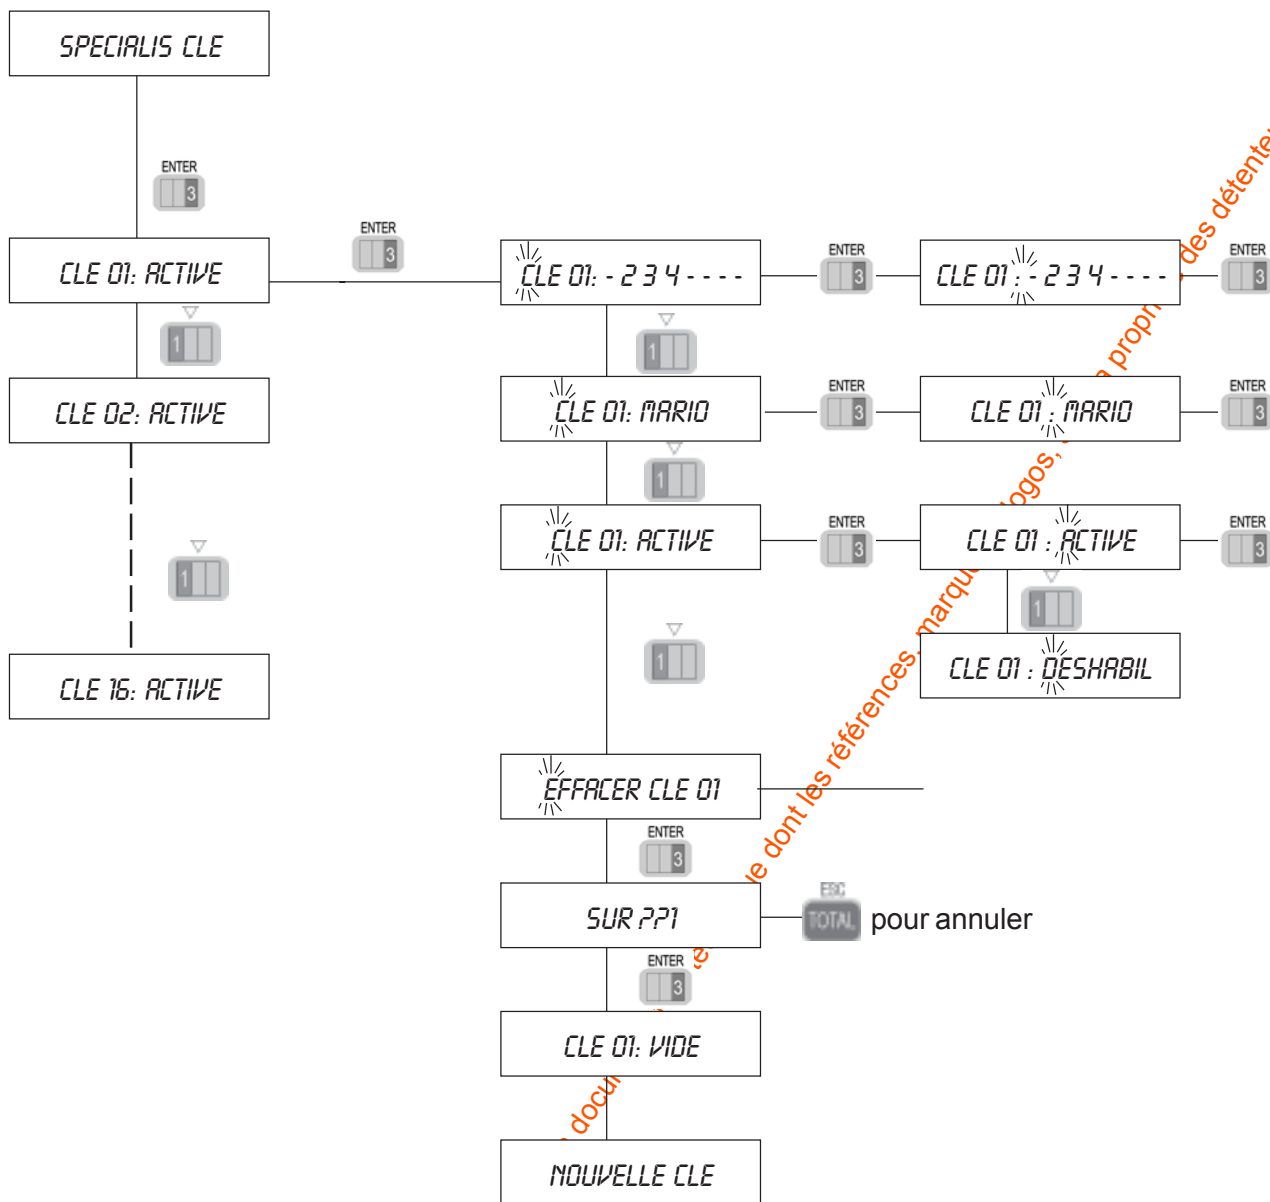 SPECIALIS CLE
ENTER
3
CLE 01: ACTIVE
ENTER
3
CLE 01: - 2 3 4 - - - -
ENTER
3
CLE 01 : - 2 3 4 - - - -
ENTER
3
1
1
CLE 02: ACTIVE
CLE 01: MARIO
ENTER
3
CLE 01 : MARIO
ENTER
3
1
CLE 01: ACTIVE
ENTER
3
CLE 01 : ACTIVE
ENTER
3
1
1
1
CLE 16: ACTIVE
CLE 01 : DESHABIL
EFFACER CLE 01
ENTER
3
SUR ??1
ESC
TOTAL pour annuler
ENTER
3
CLE 01: VIDE
NOUVELLE CLE
dont les références, marque logos, propri des